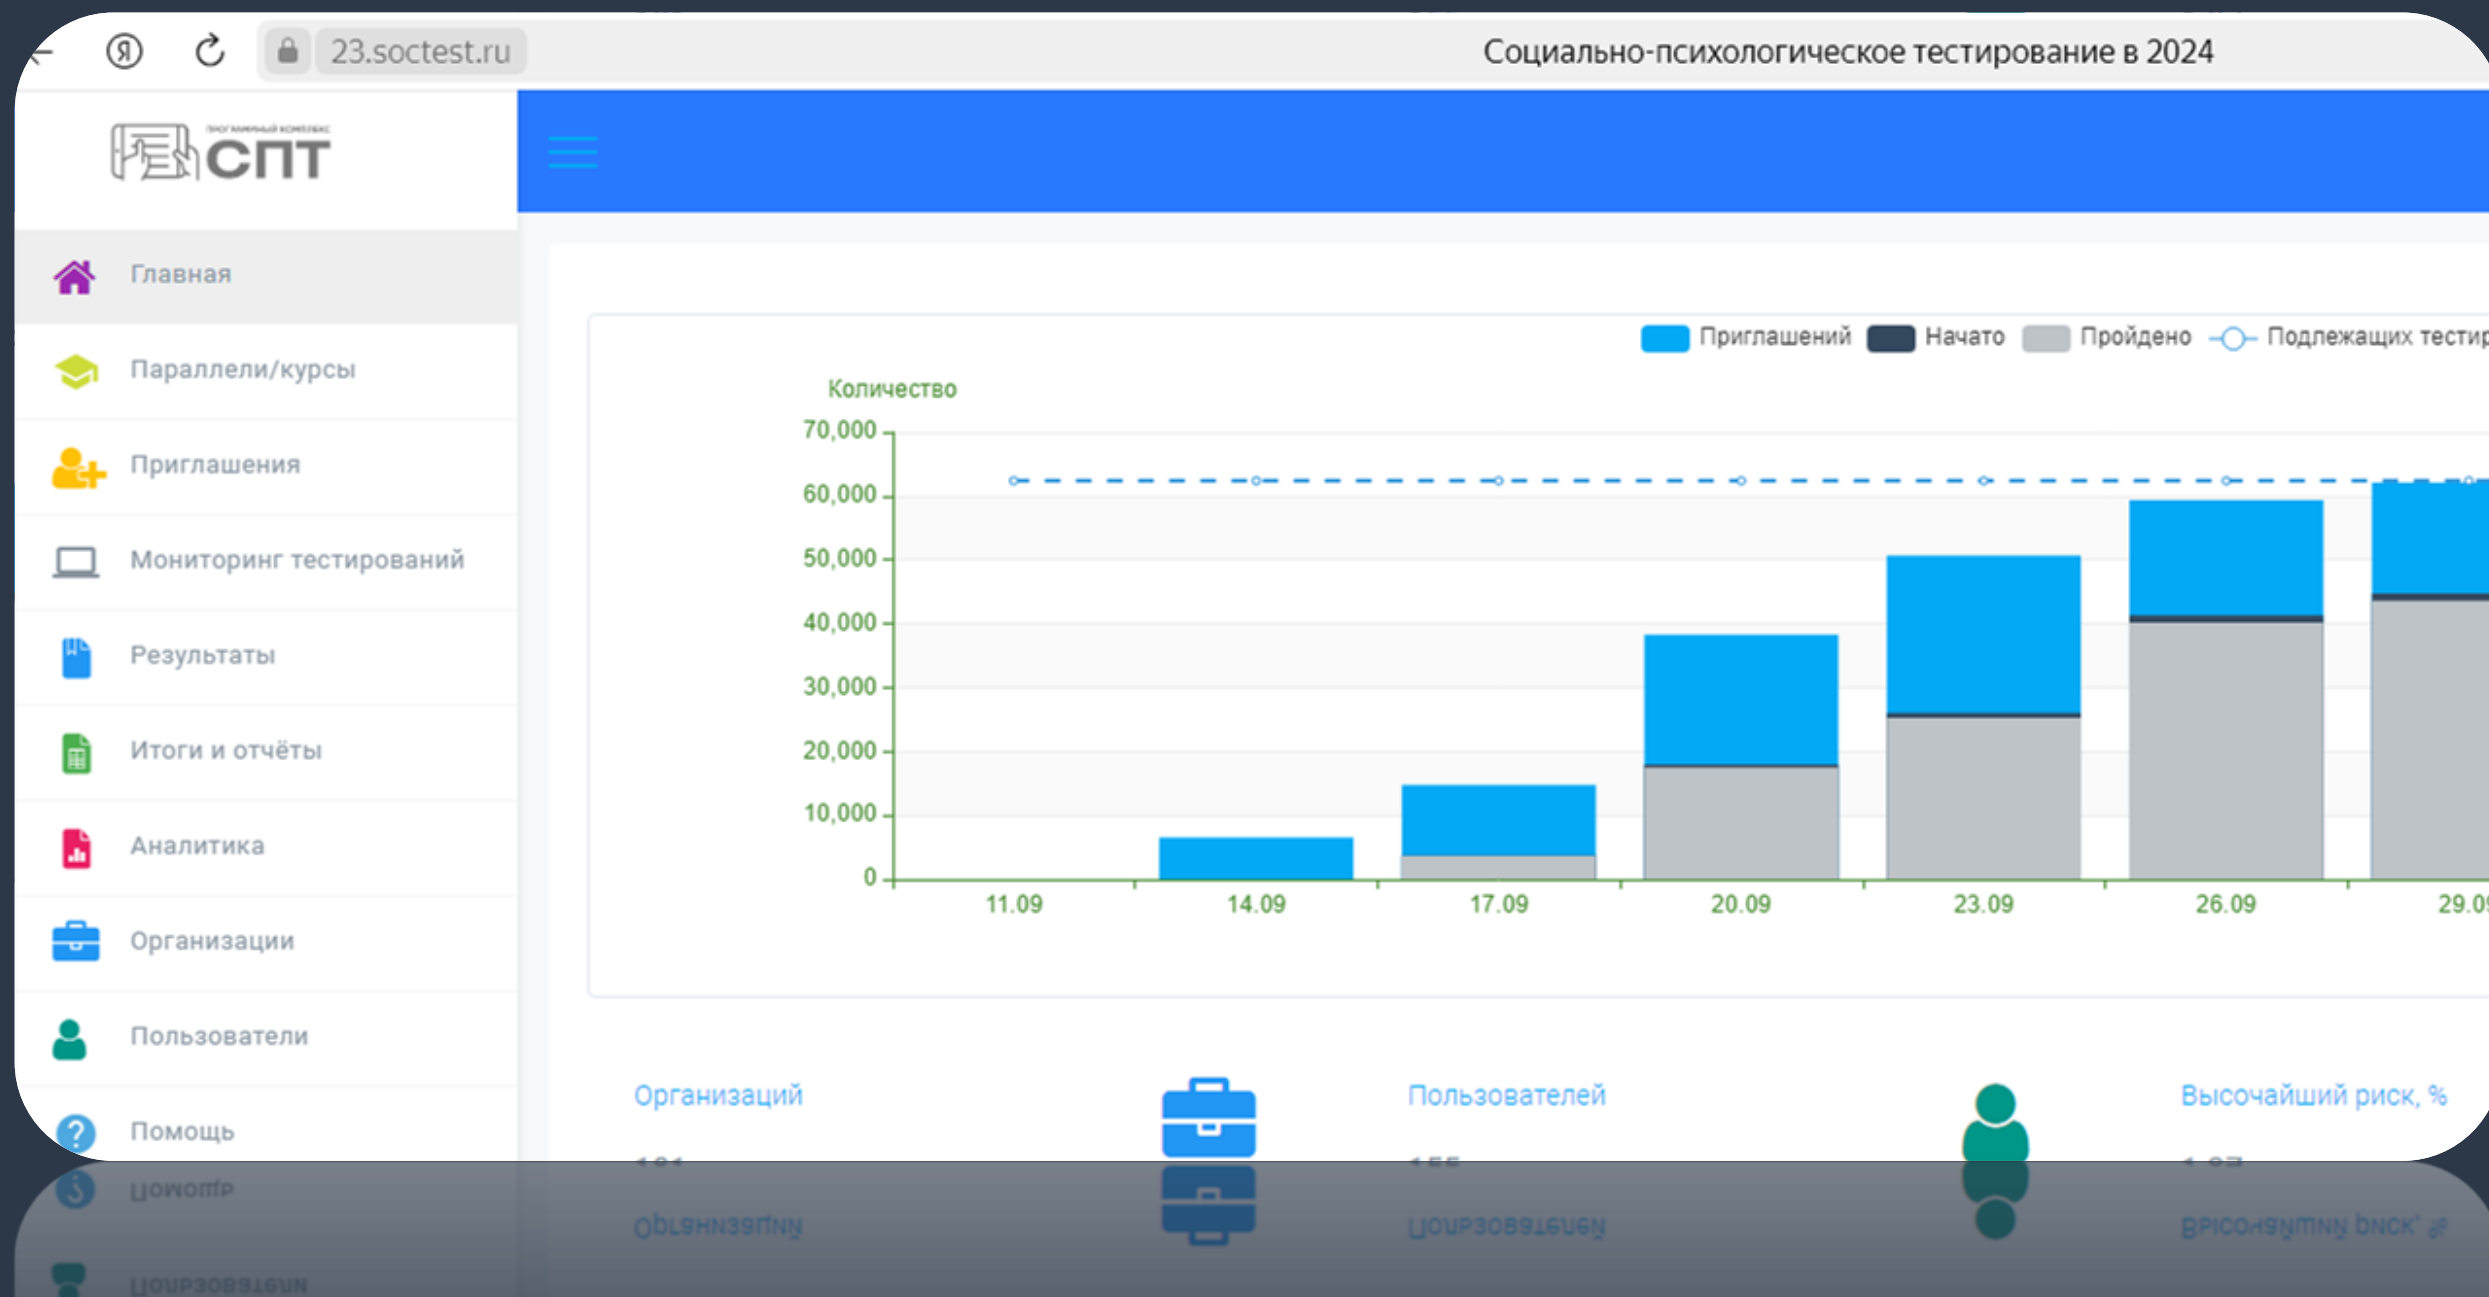 23.soctest.ru
Социально-психологическое тестирование в 2024
ПРОГРАММНЫЙ КОМПЛЕКС
СПТ
Главная
Параллели/курсы
Приглашения
Мониторинг тестирований
Результаты
Итоги и отчёты
Аналитика
Организации
Пользователи
Помощь
Приглашений Начато Пройдено Подлежащих
Количество
70,000
60,000
50,000
40,000
30,000
20,000
10,000
0
11.09 14.09 17.09 20.09 23.09 26.09
Организаций
Пользователей
Высочайший риск, %